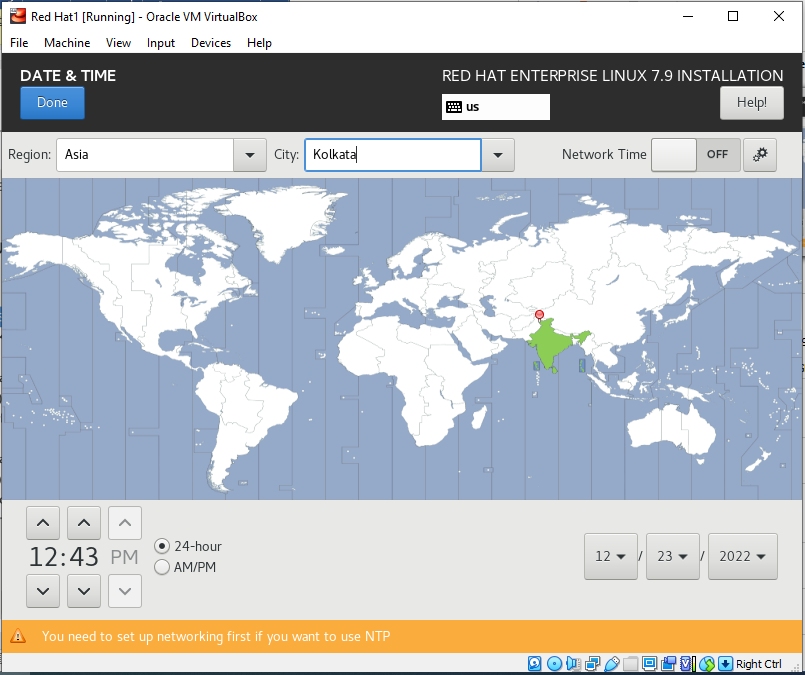 Red Hat1 [Running] - Oracle VM VirtualBox
File Machine View Input Devices Help
DATE & TIME
RED HAT ENTERPRISE LINUX 7.9 INSTALLATION
Done
us
Help!
Region: Asia City: Kolkata Network Time OFF
12:43 PM
24-hour
AM/PM
12 / 23 / 2022
You need to set up networking first if you want to use NTP
Right Ctrl